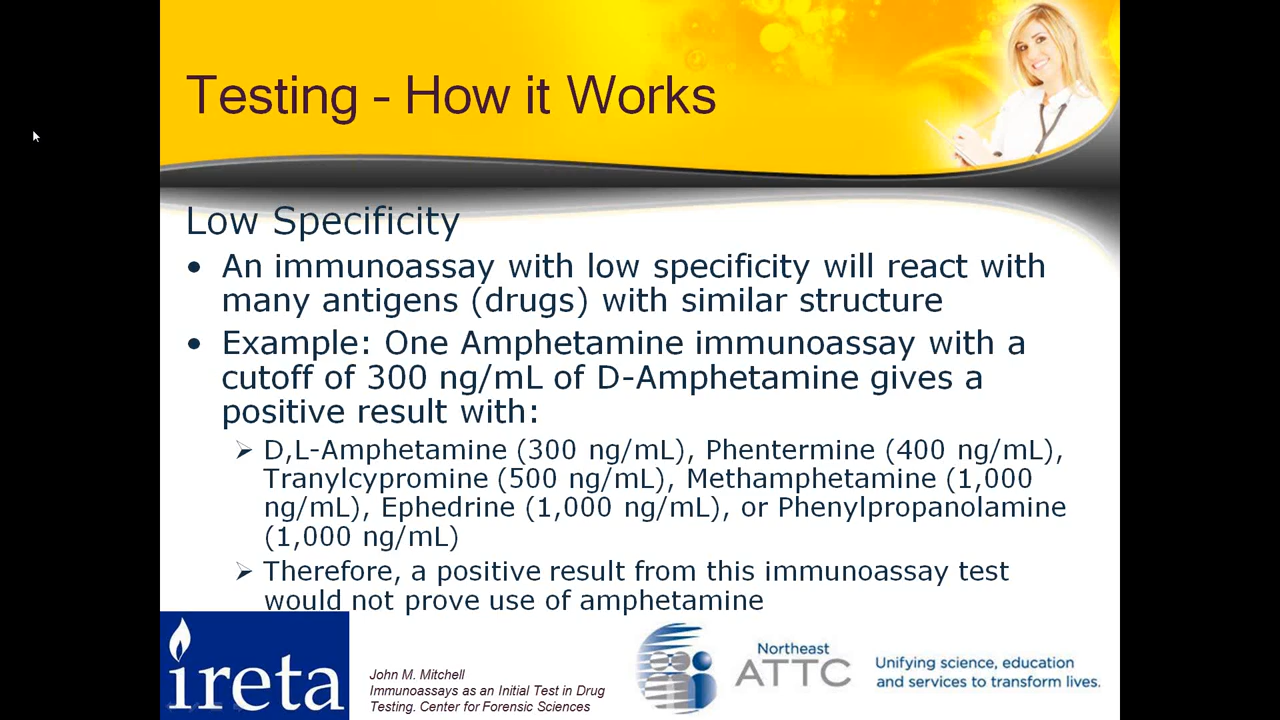 Testing - How it Works
Low Specificity
• An immunoassay with low specificity will react with
many antigens (drugs) with similar structure
• Example: One Amphetamine immunoassay with a
cutoff of 300 ng/mL of D-Amphetamine gives a
positive result with:
➢ D,L-Amphetamine (300 ng/mL), Phentermine (400 ng/mL),
Tranylcypromine (500 ng/mL), Methamphetamine (1,000
ng/mL), Ephedrine (1,000 ng/mL), or Phenylpropanolamine
(1,000 ng/mL)
➢ Therefore, a positive result from this immunoassay test
would not prove use of amphetamine
ireta
John M. Mitchell
Immunoassays as an Initial Test in Drug
Testing. Center for Forensic Sciences
Northeast
ATTC
Unifying science, education
and services to transform lives.